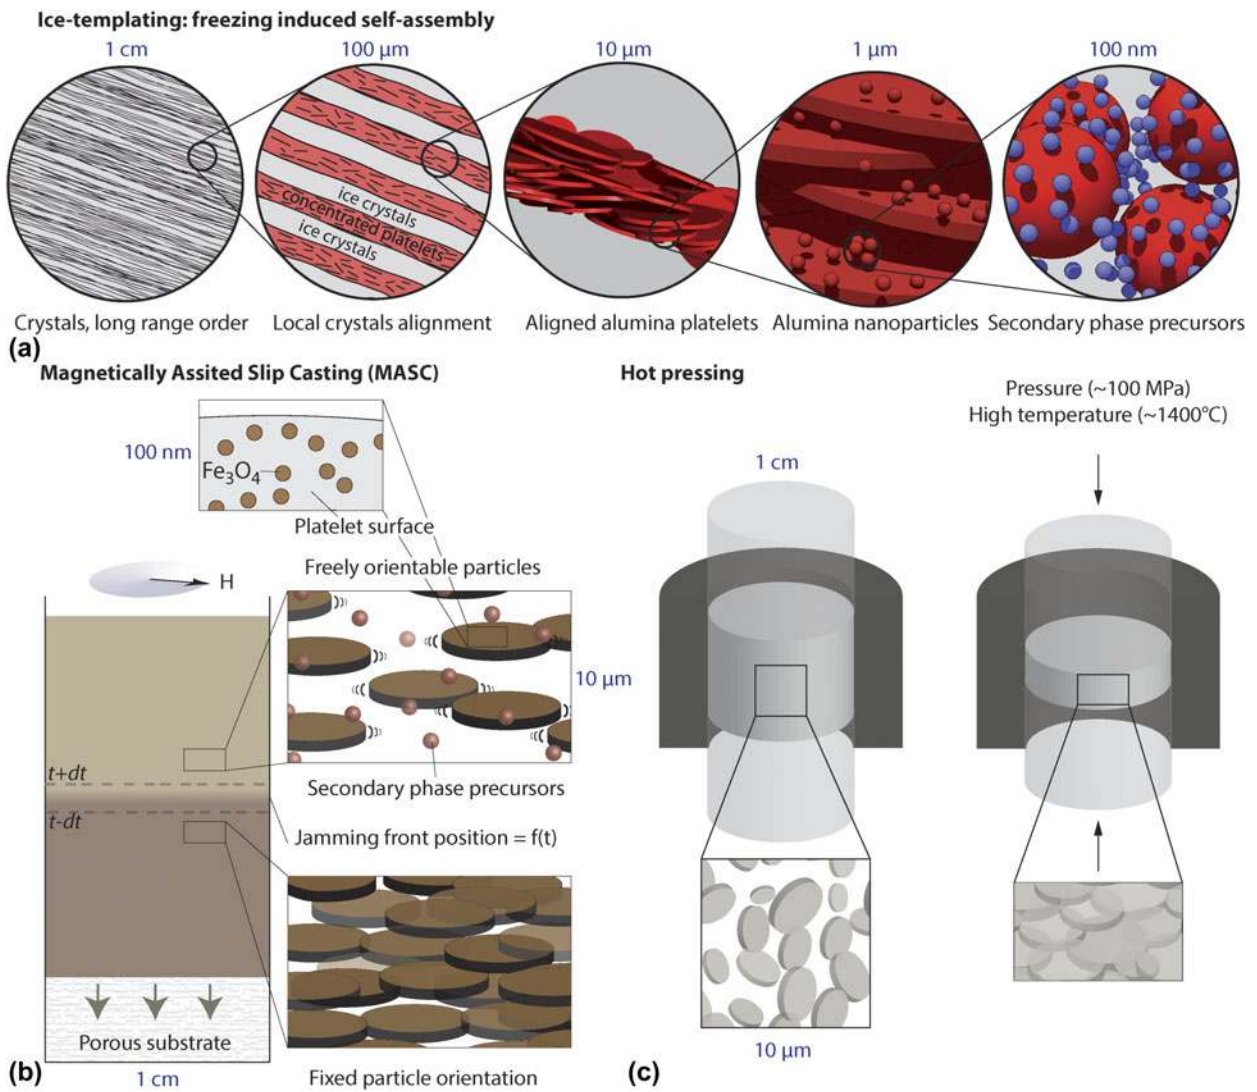 Ice-templating: freezing induced self-assembly
1 cm
100 μm
10 μm
1 μm
100 nm
ice crystals
concentrated platelets
ice crystals
Crystals, long range order
Local crystals alignment
Aligned alumina platelets
Alumina nanoparticles
Secondary phase precursors
(a)
Magnetically Assited Slip Casting (MASC)
100 nm
Fe₃O₄
Platelet surface
H
Freely orientable particles
10 μm
t+dt
Secondary phase precursors
t-dt
Jamming front position = f(t)
Porous substrate
1 cm
Fixed particle orientation
(b)
Hot pressing
Pressure (~100 MPa)
High temperature (~1400°C)
1 cm
10 μm
(c)